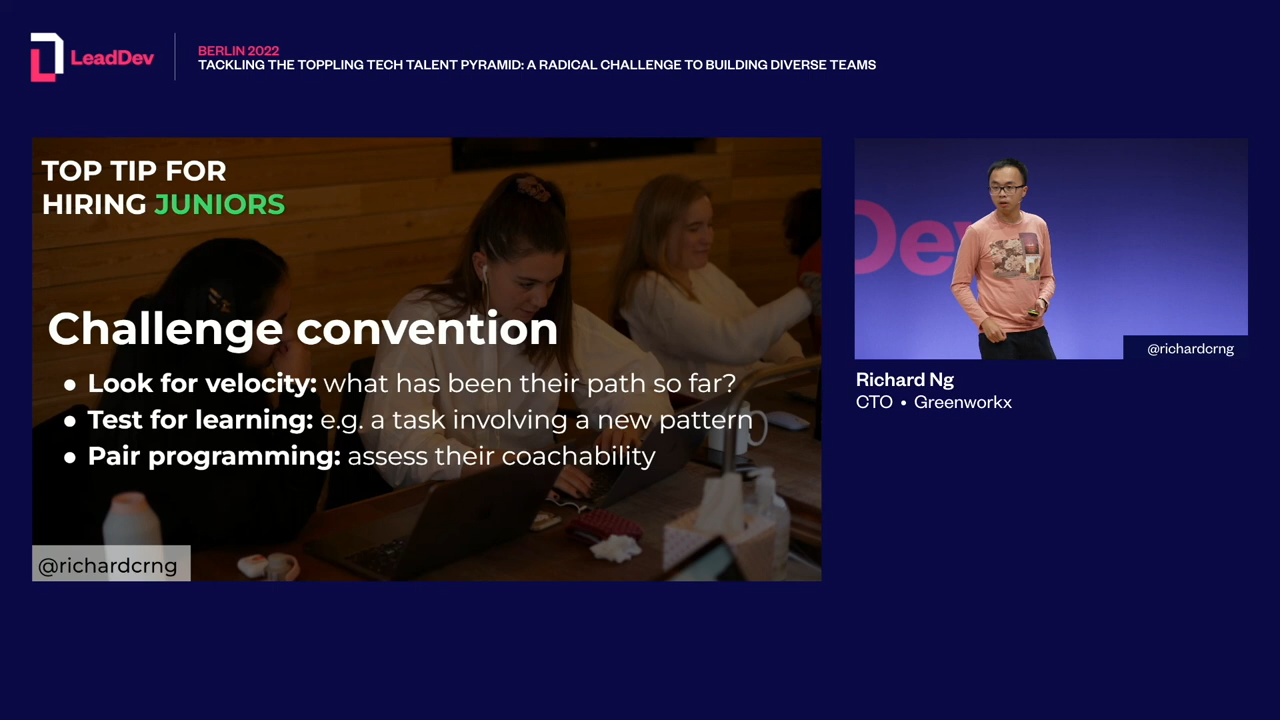 LeadDev
BERLIN 2022
TACKLING THE TOPPLING TECH TALENT PYRAMID: A RADICAL CHALLENGE TO BUILDING DIVERSE TEAMS
TOP TIP FOR
HIRING JUNIORS
Challenge convention
● Look for velocity: what has been their path so far?
● Test for learning: e.g. a task involving a new pattern
● Pair programming: assess their coachability
@richardcrng
Dev
@richardcrng
Richard Ng
CTO • Greenworkx